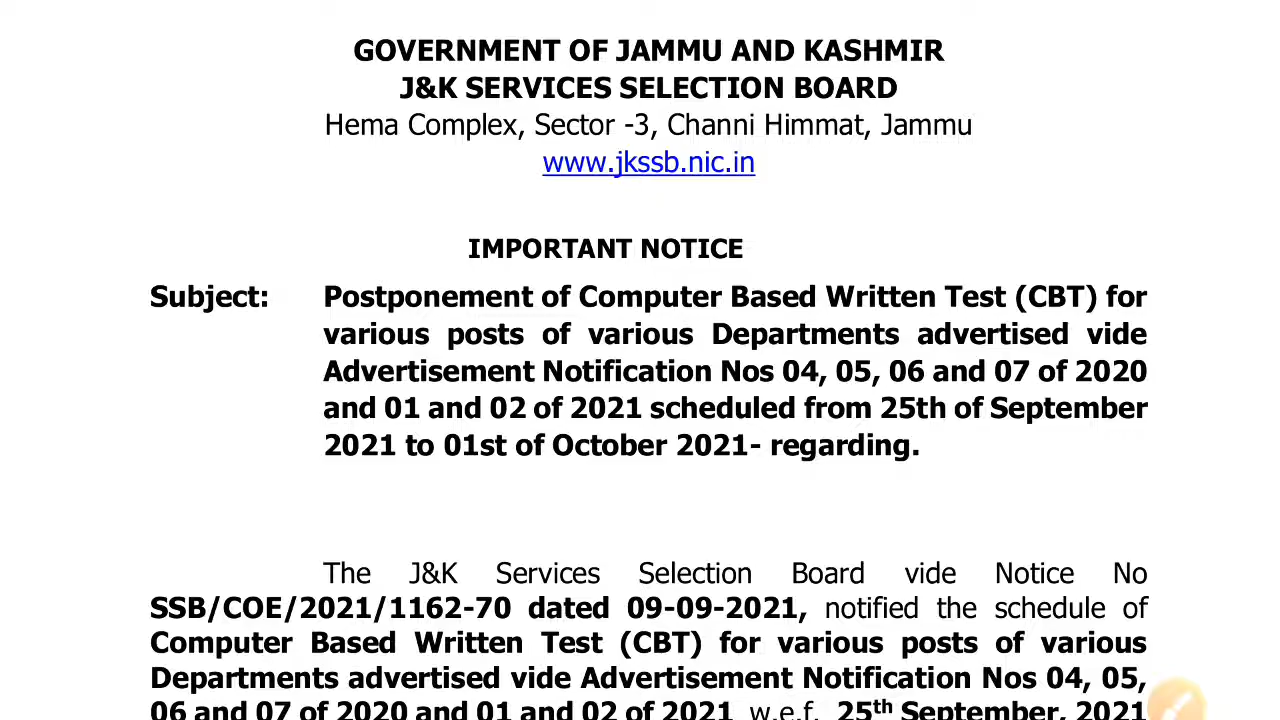 GOVERNMENT OF JAMMU AND KASHMIR
J&K SERVICES SELECTION BOARD
Hema Complex, Sector -3, Channi Himmat, Jammu
www.jkssb.nic.in
IMPORTANT NOTICE
Subject: Postponement of Computer Based Written Test (CBT) for
various posts of various Departments advertised vide
Advertisement Notification Nos 04, 05, 06 and 07 of 2020
and 01 and 02 of 2021 scheduled from 25th of September
2021 to 01st of October 2021- regarding.
The J&K Services Selection Board vide Notice No
SSB/COE/2021/1162-70 dated 09-09-2021, notified the schedule of
Computer Based Written Test (CBT) for various posts of various
Departments advertised vide Advertisement Notification Nos 04, 05,
06 and 07 of 2020 and 01 and 02 of 2021 w.e.f. 25th September, 2021